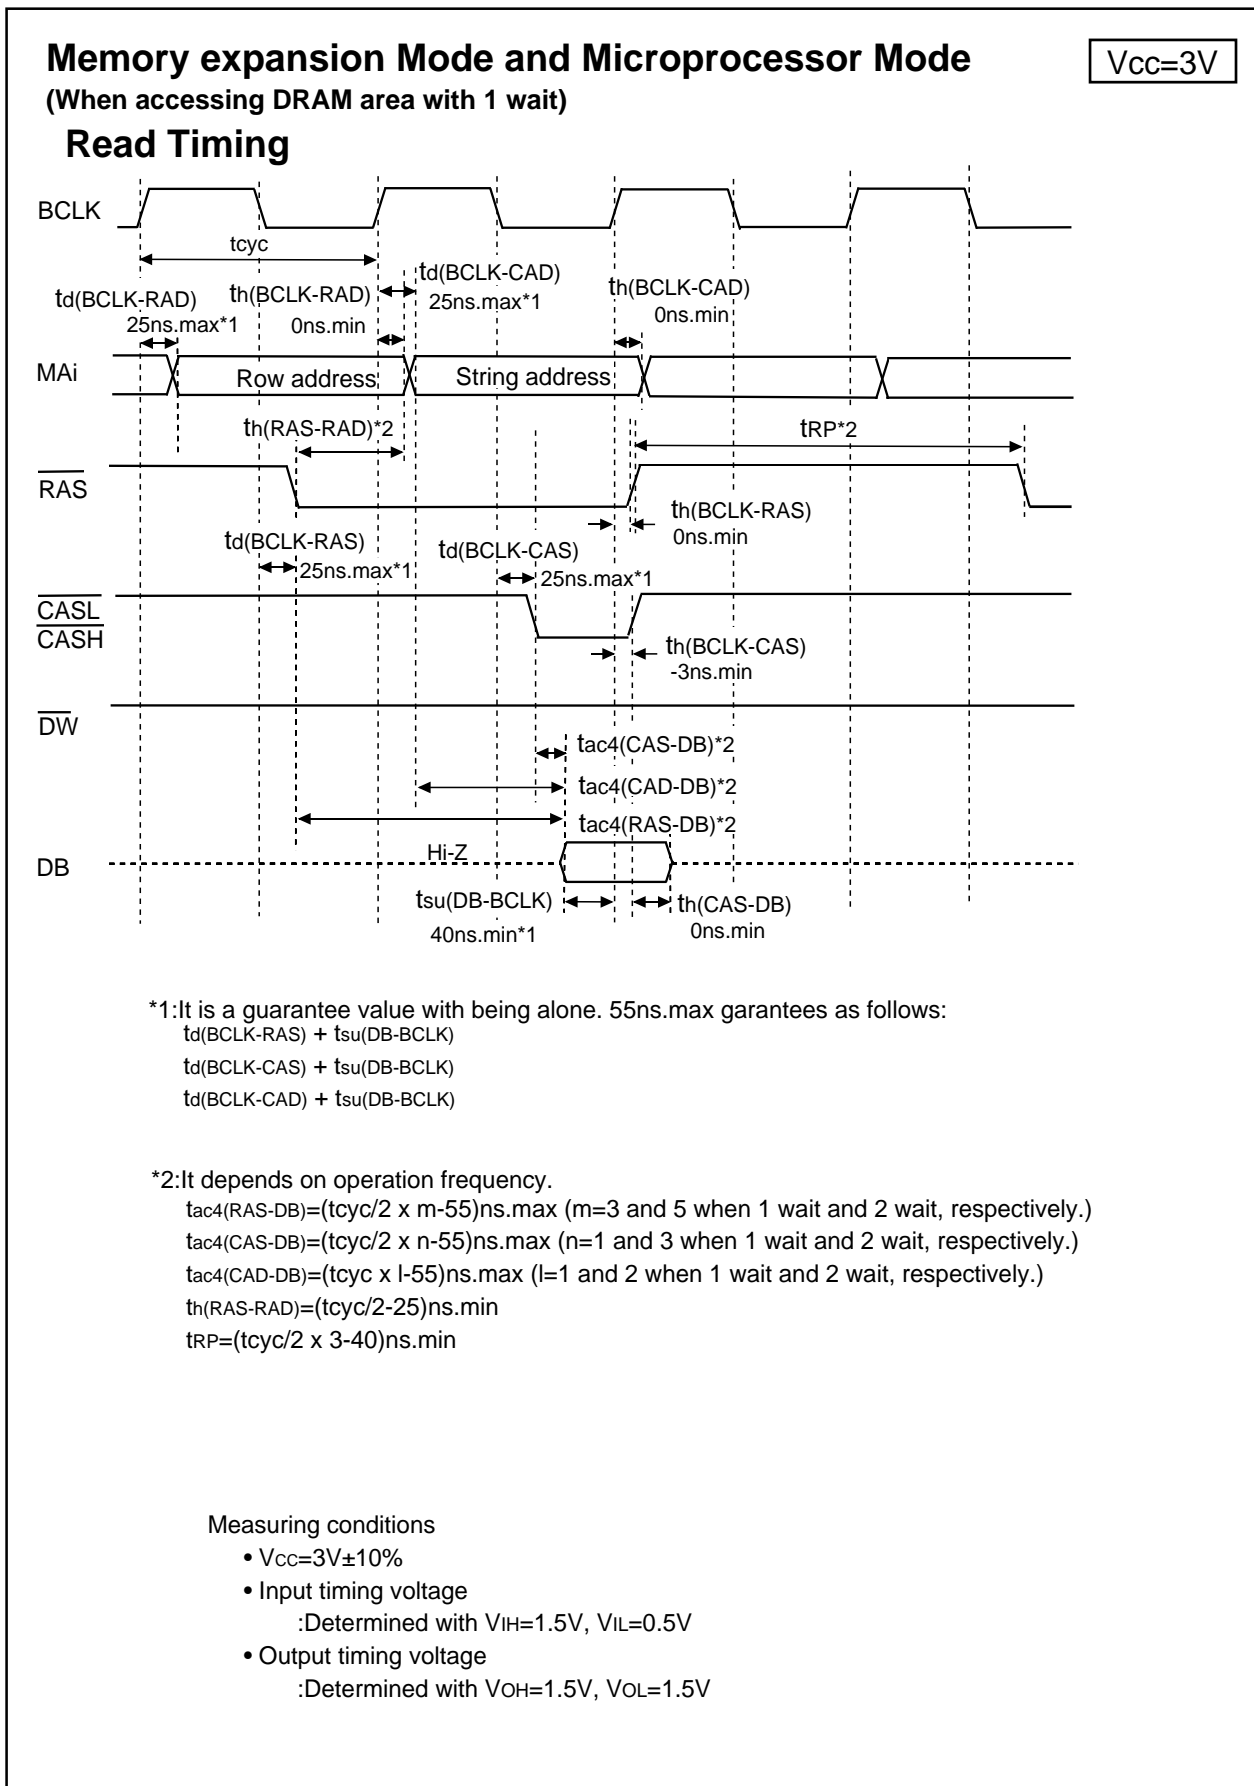 Memory expansion Mode and Microprocessor Mode
Vcc=3V
(When accessing DRAM area with 1 wait)
Read Timing
BCLK
tcyc
td(BCLK-RAD)
25ns.max*1
th(BCLK-RAD)
0ns.min
td(BCLK-CAD)
25ns.max*1
th(BCLK-CAD)
0ns.min
MAi
Row address
String address
th(RAS-RAD)*2
tRP*2
RAS
th(BCLK-RAS)
0ns.min
td(BCLK-RAS)
25ns.max*1
td(BCLK-CAS)
25ns.max*1
CASL
CASH
th(BCLK-CAS)
-3ns.min
DW
tac4(CAS-DB)*2
tac4(CAD-DB)*2
tac4(RAS-DB)*2
DB
Hi-Z
tsu(DB-BCLK)
40ns.min*1
th(CAS-DB)
0ns.min
*1:It is a guarantee value with being alone. 55ns.max garantees as follows:
td(BCLK-RAS) + tsu(DB-BCLK)
td(BCLK-CAS) + tsu(DB-BCLK)
td(BCLK-CAD) + tsu(DB-BCLK)
*2:It depends on operation frequency.
tac4(RAS-DB)=(tcyc/2 x m-55)ns.max (m=3 and 5 when 1 wait and 2 wait, respectively.)
tac4(CAS-DB)=(tcyc/2 x n-55)ns.max (n=1 and 3 when 1 wait and 2 wait, respectively.)
tac4(CAD-DB)=(tcyc x l-55)ns.max (l=1 and 2 when 1 wait and 2 wait, respectively.)
th(RAS-RAD)=(tcyc/2-25)ns.min
tRP=(tcyc/2 x 3-40)ns.min
Measuring conditions
• VCC=3V±10%
• Input timing voltage
:Determined with VIH=1.5V, VIL=0.5V
• Output timing voltage
:Determined with VOH=1.5V, VOL=1.5V